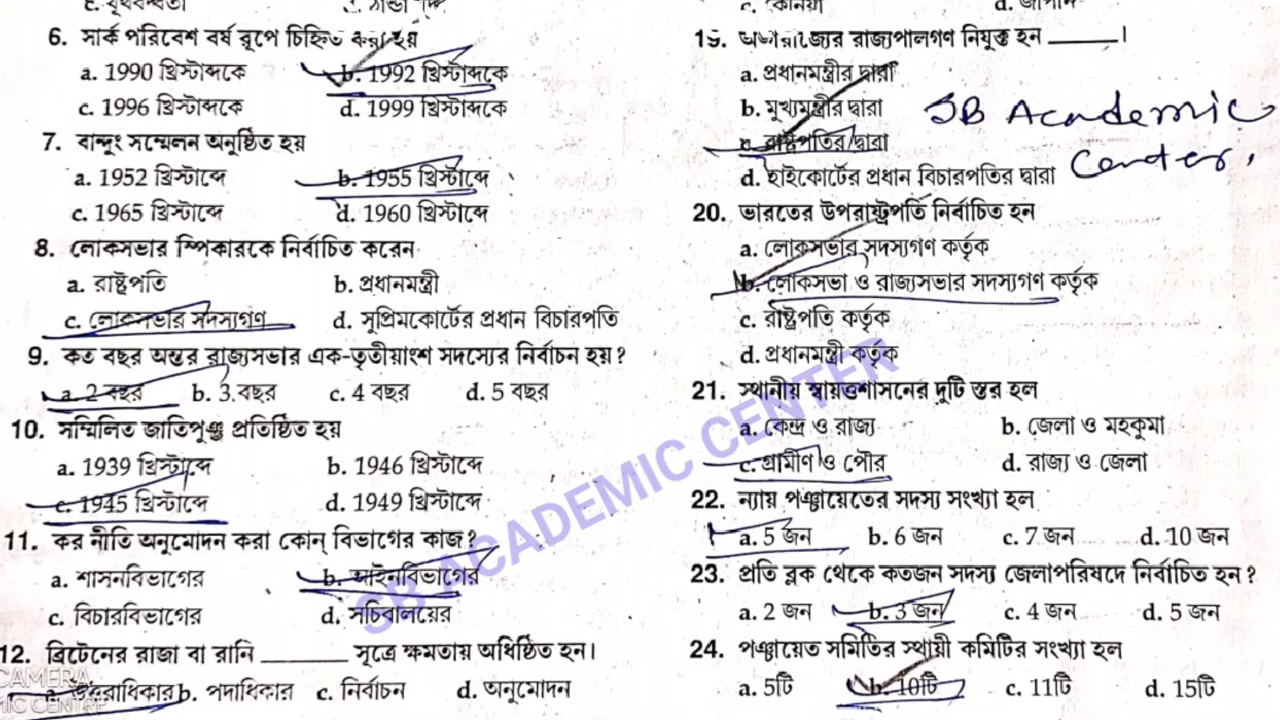 6. সার্ক পরিবেশ বর্ষ রূপে চিহ্নিত করা হয়
a. 1990 খ্রিস্টাব্দকে b. 1992 খ্রিস্টাব্দকে
c. 1996 খ্রিস্টাব্দকে d. 1999 খ্রিস্টাব্দকে
7. বান্দুং সম্মেলন অনুষ্ঠিত হয়
a. 1952 খ্রিস্টাব্দে b. 1955 খ্রিস্টাব্দে
c. 1965 খ্রিস্টাব্দে d. 1960 খ্রিস্টাব্দে
8. লোকসভার স্পিকারকে নির্বাচিত করেন
a. রাষ্ট্রপতি b. প্রধানমন্ত্রী
c. লোকসভার সদস্যগণ d. সুপ্রিমকোর্টের প্রধান বিচারপতি
9. কত বছর অন্তর রাজ্যসভার এক-তৃতীয়াংশ সদস্যের নির্বাচন হয়?
a. 2 বছর b. 3 বছর c. 4 বছর d. 5 বছর
10. সম্মিলিত জাতিপুঞ্জ প্রতিষ্ঠিত হয়
a. 1939 খ্রিস্টাব্দে b. 1946 খ্রিস্টাব্দে
c. 1945 খ্রিস্টাব্দে d. 1949 খ্রিস্টাব্দে
11. কর নীতি অনুমোদন করা কোন্ বিভাগের কাজ?
a. শাসনবিভাগের b. আইনবিভাগের
c. বিচারবিভাগের d. সচিবালয়ের
12. ব্রিটেনের রাজা বা রানি ________ সূত্রে ক্ষমতায় অধিষ্ঠিত হন।
a. উত্তরাধিকার b. পদাধিকার c. নির্বাচন d. অনুমোদন
c. কেনিয়া d. জাপান
অঙ্গরাজ্যের রাজ্যপালগণ নিযুক্ত হন ______।
a. প্রধানমন্ত্রীর দ্বারা
b. মুখ্যমন্ত্রীর দ্বারা
c. রাষ্ট্রপতির দ্বারা
d. হাইকোর্টের প্রধান বিচারপতির দ্বারা
SB Academic
Center.
20. ভারতের উপরাষ্ট্রপতি নির্বাচিত হন
a. লোকসভার সদস্যগণ কর্তৃক
b. লোকসভা ও রাজ্যসভার সদস্যগণ কর্তৃক
c. রাষ্ট্রপতি কর্তৃক
d. প্রধানমন্ত্রী কর্তৃক
21. স্থানীয় স্বায়ত্তশাসনের দুটি স্তর হল
a. কেন্দ্র ও রাজ্য b. জেলা ও মহকুমা
c. গ্রামীণ ও পৌর d. রাজ্য ও জেলা
22. ন্যায় পঞ্চায়েতের সদস্য সংখ্যা হল
a. 5 জন b. 6 জন c. 7 জন d. 10 জন
23. প্রতি ব্লক থেকে কতজন সদস্য জেলাপরিষদে নির্বাচিত হন?
a. 2 জন b. 3 জন c. 4 জন d. 5 জন
24. পঞ্চায়েত সমিতির স্থায়ী কমিটির সংখ্যা হল
a. 5টি b. 10টি c. 11টি d. 15টি
SB ACADEMIC CENTER
CAMERA